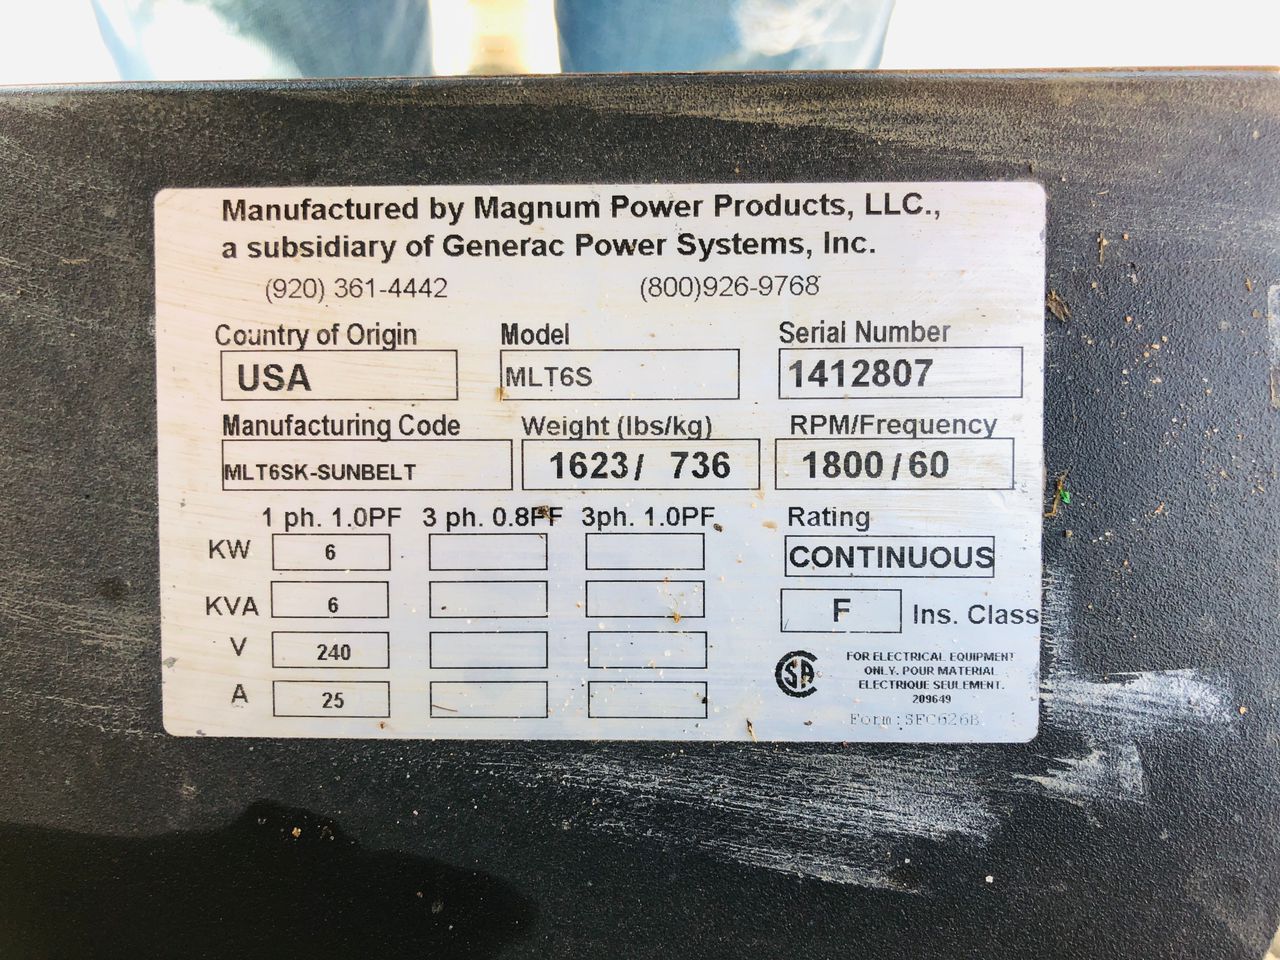 Manufactured by Magnum Power Products, LLC.,
a subsidiary of Generac Power Systems, Inc.
(920) 361-4442 (800)926-9768
Country of Origin Model Serial Number
USA MLT6S 1412807
Manufacturing Code Weight (lbs/kg) RPM/Frequency
MLT6SK-SUNBELT 1623/ 736 1800/60
1 ph. 1.0PF 3 ph. 0.8PF 3ph. 1.0PF Rating
KW 6 CONTINUOUS
KVA 6 F Ins. Class
V 240
A 25
SA
FOR ELECTRICAL EQUIPMENT
ONLY. POUR MATERIAL
ELECTRIQUE SEULEMENT.
209649
Form:SFC626B